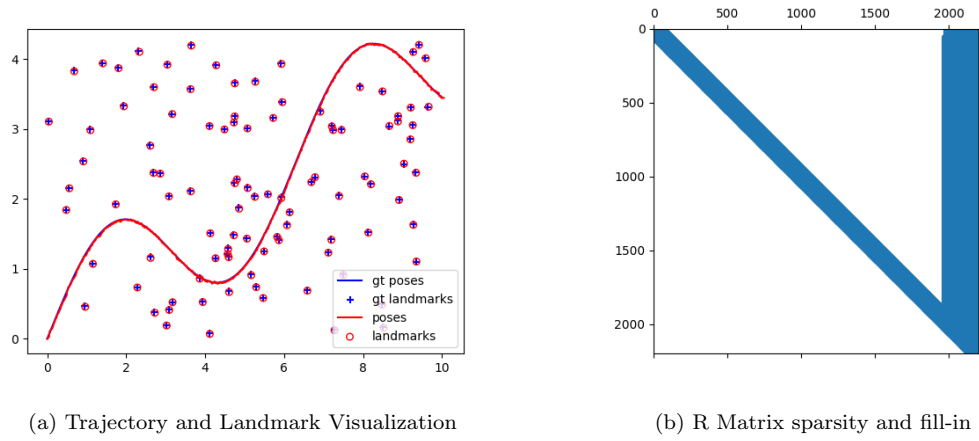 0 500 1000 1500 2000
0
500
1000
1500
2000
4
3
2
1
0
0 2 4 6 8 10
gt poses
gt landmarks
poses
landmarks
(a) Trajectory and Landmark Visualization
(b) R Matrix sparsity and fill-in